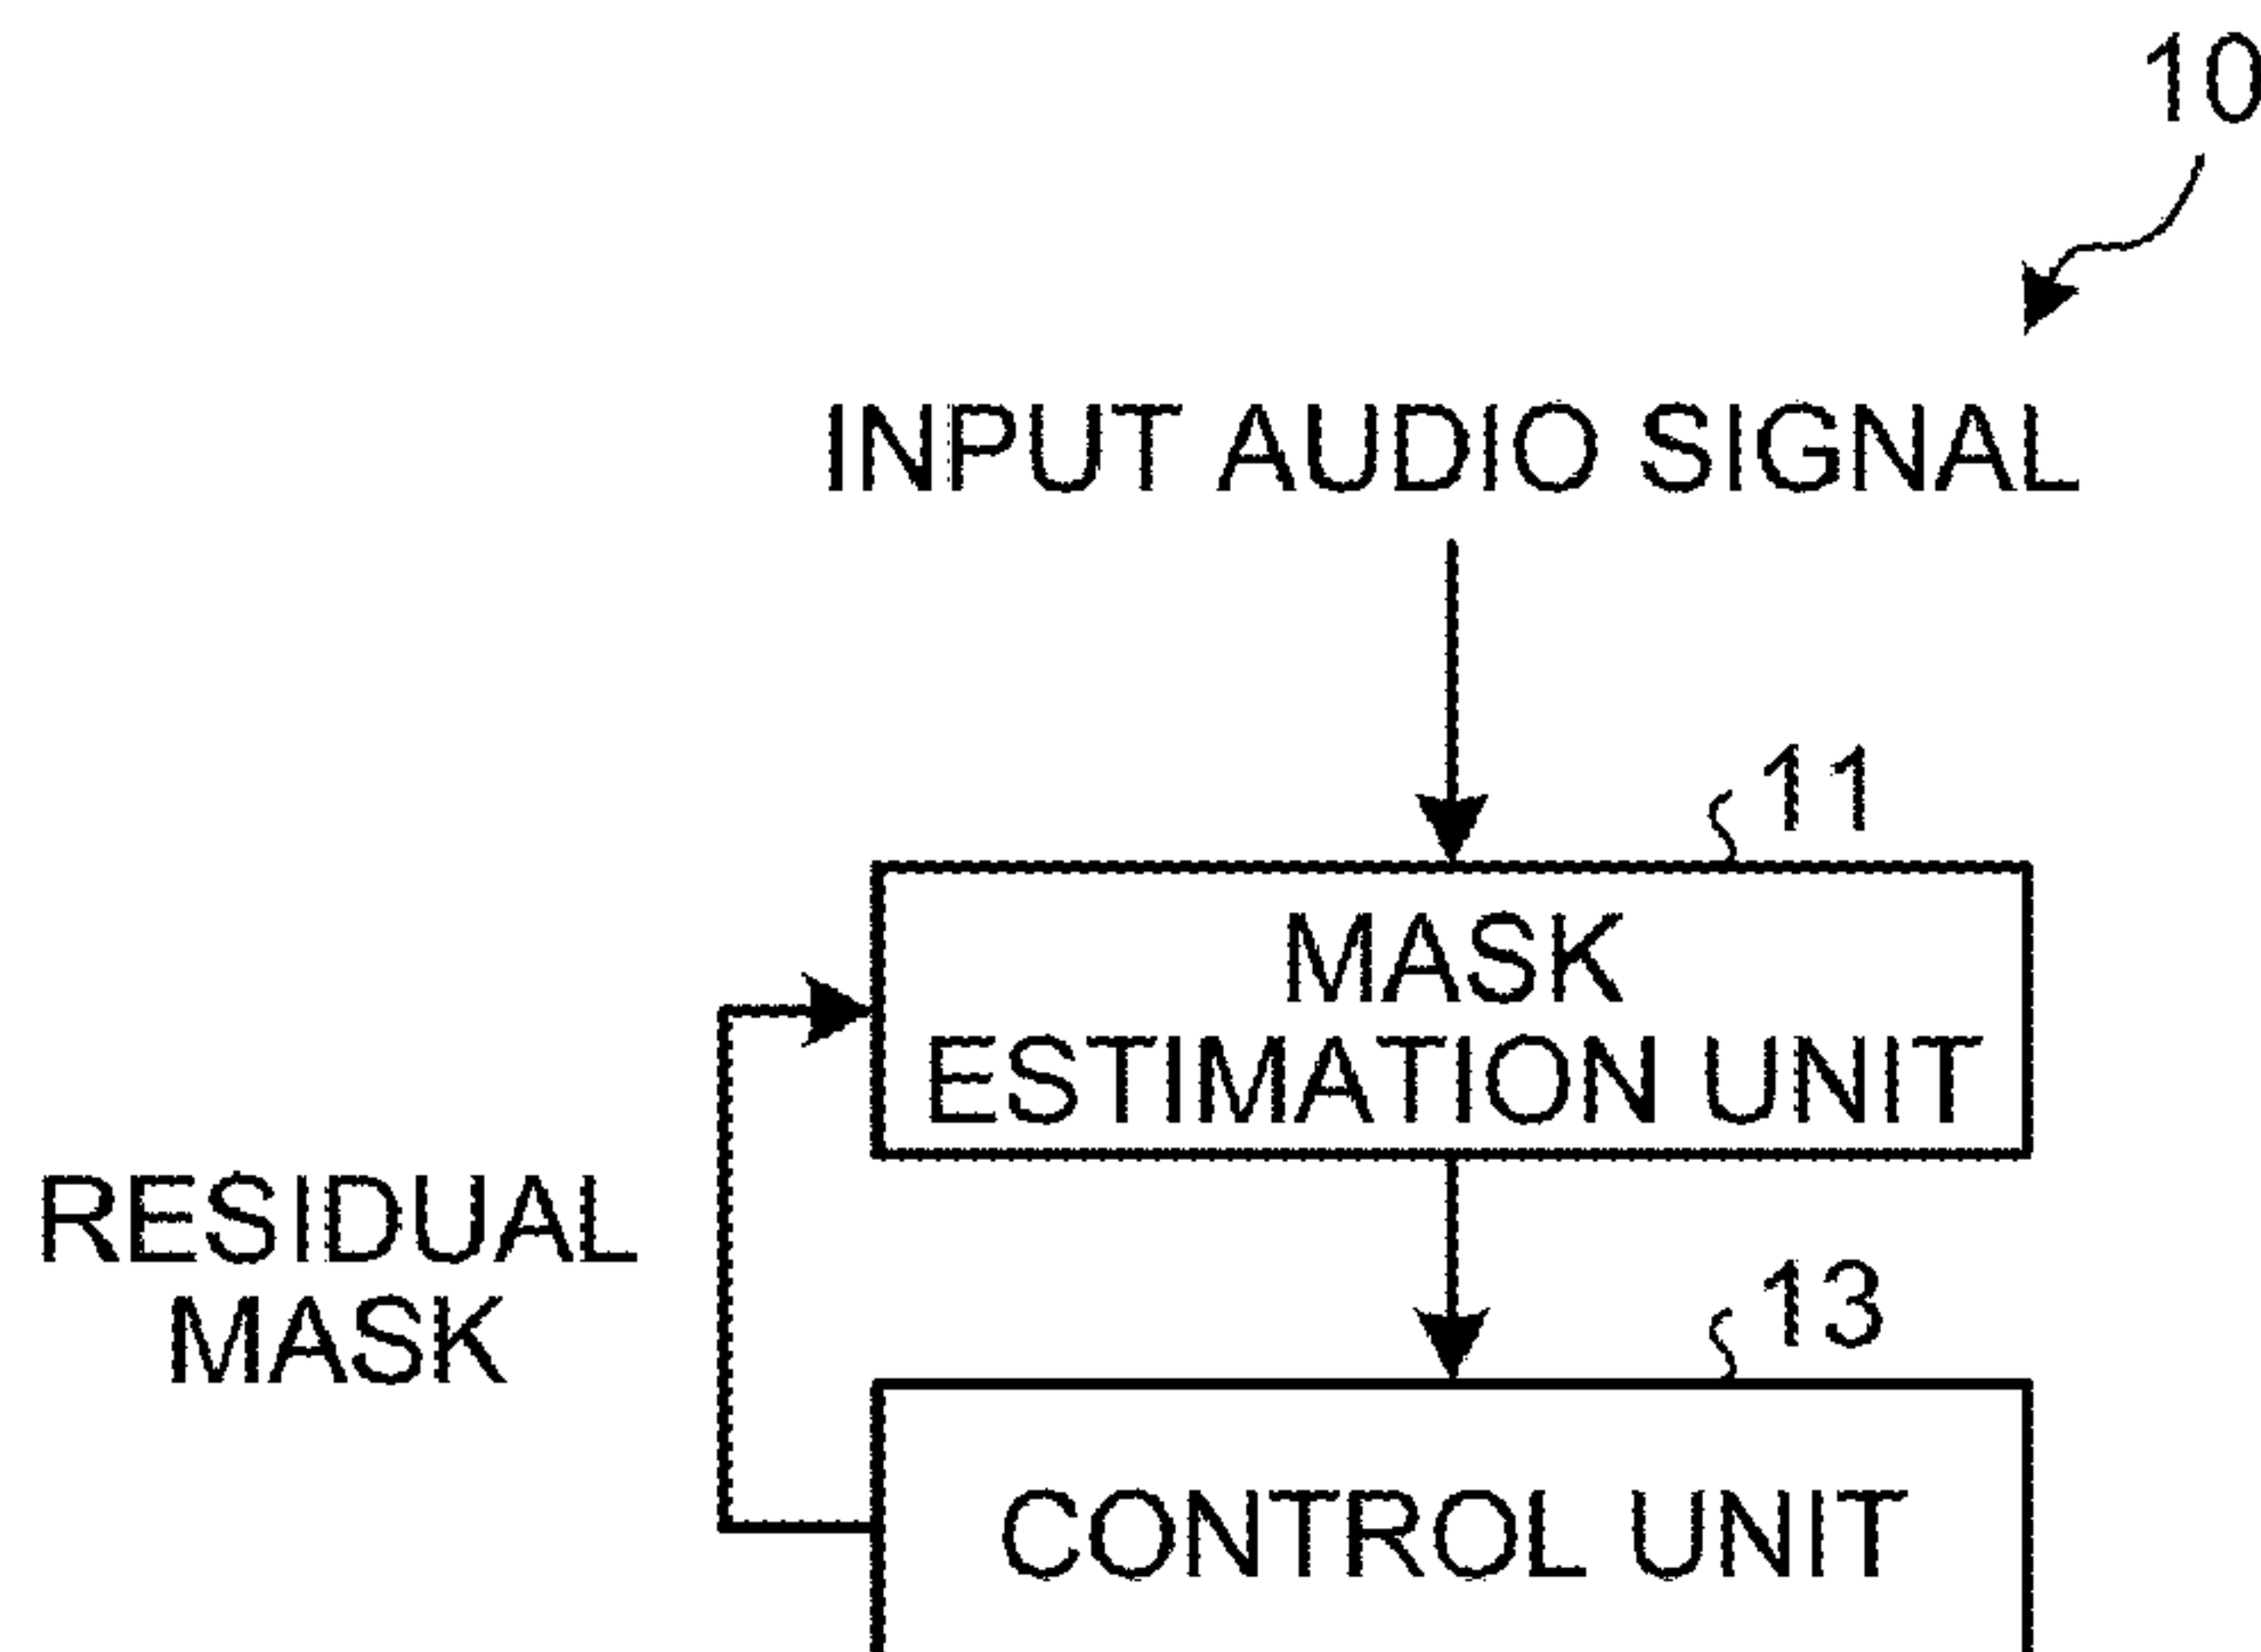 10
INPUT AUDIO SIGNAL
11
MASK
ESTIMATION UNIT
RESIDUAL
MASK
13
CONTROL UNIT